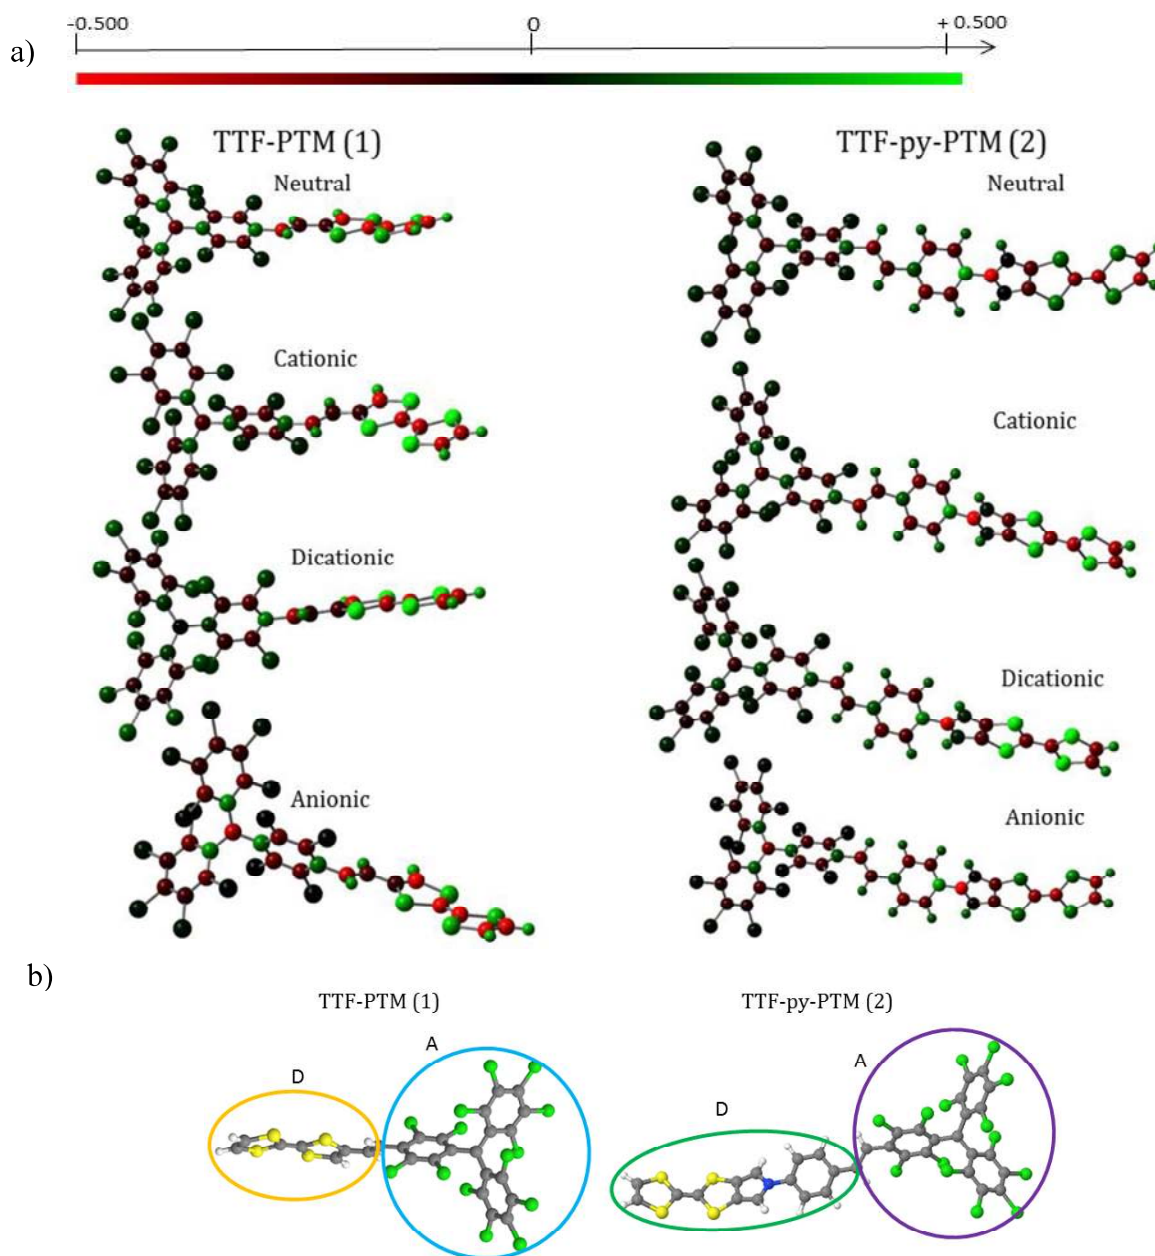 -0.500 0 + 0.500
a)
TTF-PTM (1) TTF-py-PTM (2)
Neutral Neutral
Cationic
Cationic
Dicationic
Dicationic
Anionic
Anionic
b)
TTF-PTM (1) TTF-py-PTM (2)
A
A
D
D